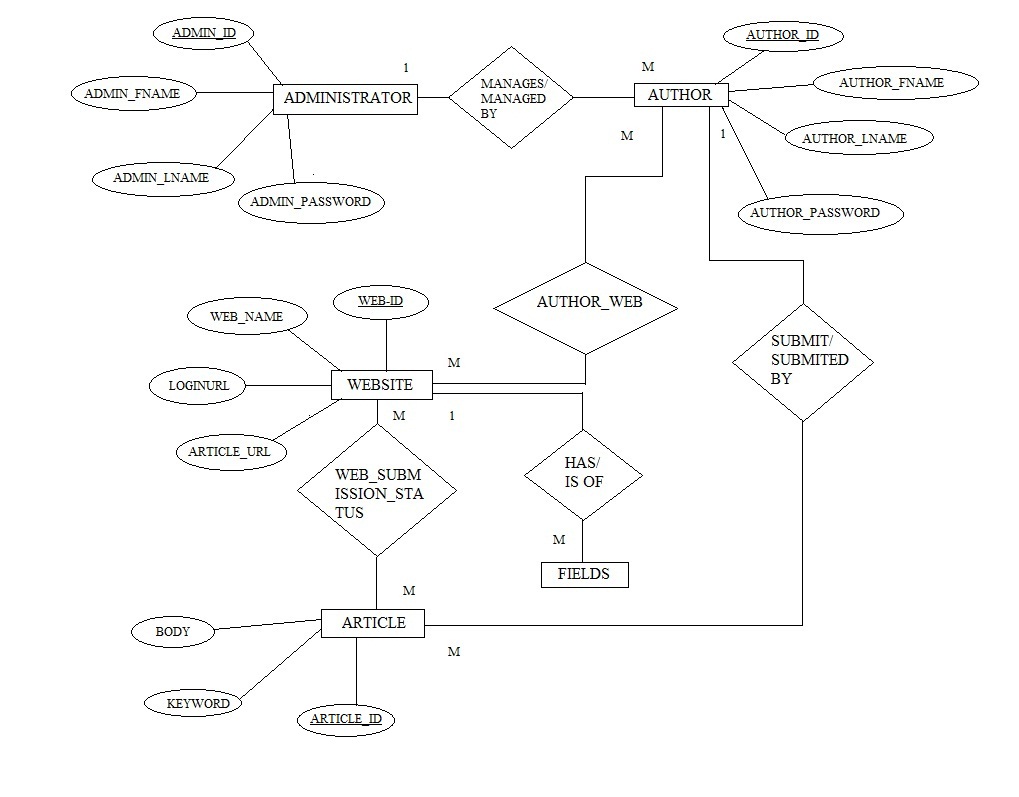 ADMIN_ID
AUTHOR_ID
1
M
MANAGES/
MANAGED
BY
ADMIN_FNAME
ADMINISTRATOR
AUTHOR
AUTHOR_FNAME
M
1
AUTHOR_LNAME
ADMIN_LNAME
ADMIN_PASSWORD
AUTHOR_PASSWORD
WEB-ID
WEB_NAME
AUTHOR_WEB
SUBMIT/
SUBMITED
BY
M
LOGINURL
WEBSITE
M
1
ARTICLE_URL
WEB_SUBM
ISSION_STA
TUS
HAS/
IS OF
M
FIELDS
M
ARTICLE
BODY
M
KEYWORD
ARTICLE_ID